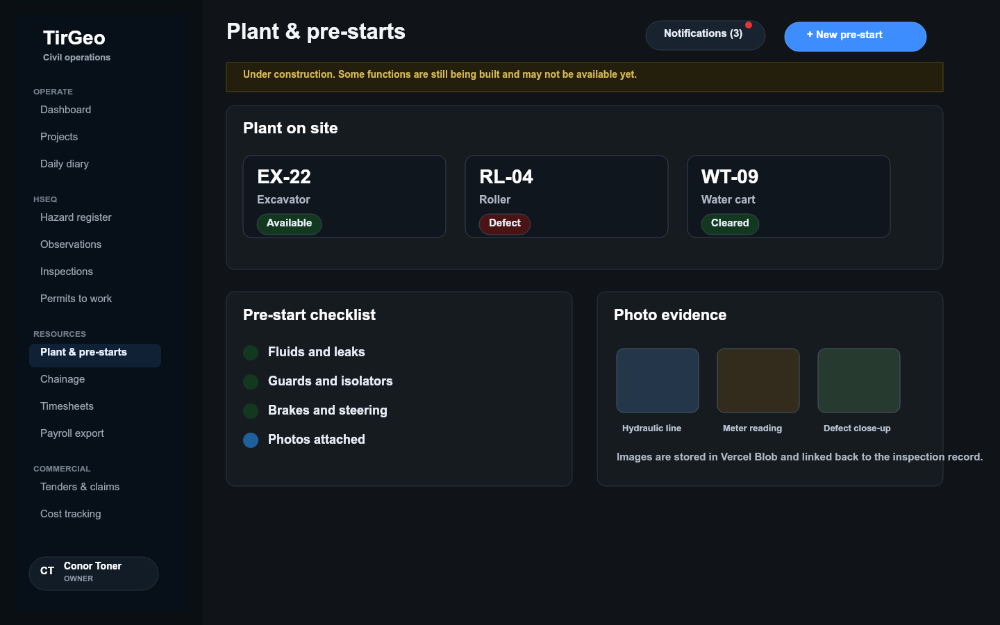 TirGeo
Civil operations
OPERATE
Dashboard
Projects
Daily diary
HSEQ
Hazard register
Observations
Inspections
Permits to work
RESOURCES
Plant & pre-starts
Chainage
Timesheets
Payroll export
COMMERCIAL
Tenders & claims
Cost tracking
CT
Conor Toner
OWNER
Plant & pre-starts
Notifications (3)
+ New pre-start
Under construction. Some functions are still being built and may not be available yet.
Plant on site
EX-22
Excavator
Available
RL-04
Roller
Defect
WT-09
Water cart
Cleared
Pre-start checklist
Fluids and leaks
Guards and isolators
Brakes and steering
Photos attached
Photo evidence
Hydraulic line
Meter reading
Defect close-up
Images are stored in Vercel Blob and linked back to the inspection record.